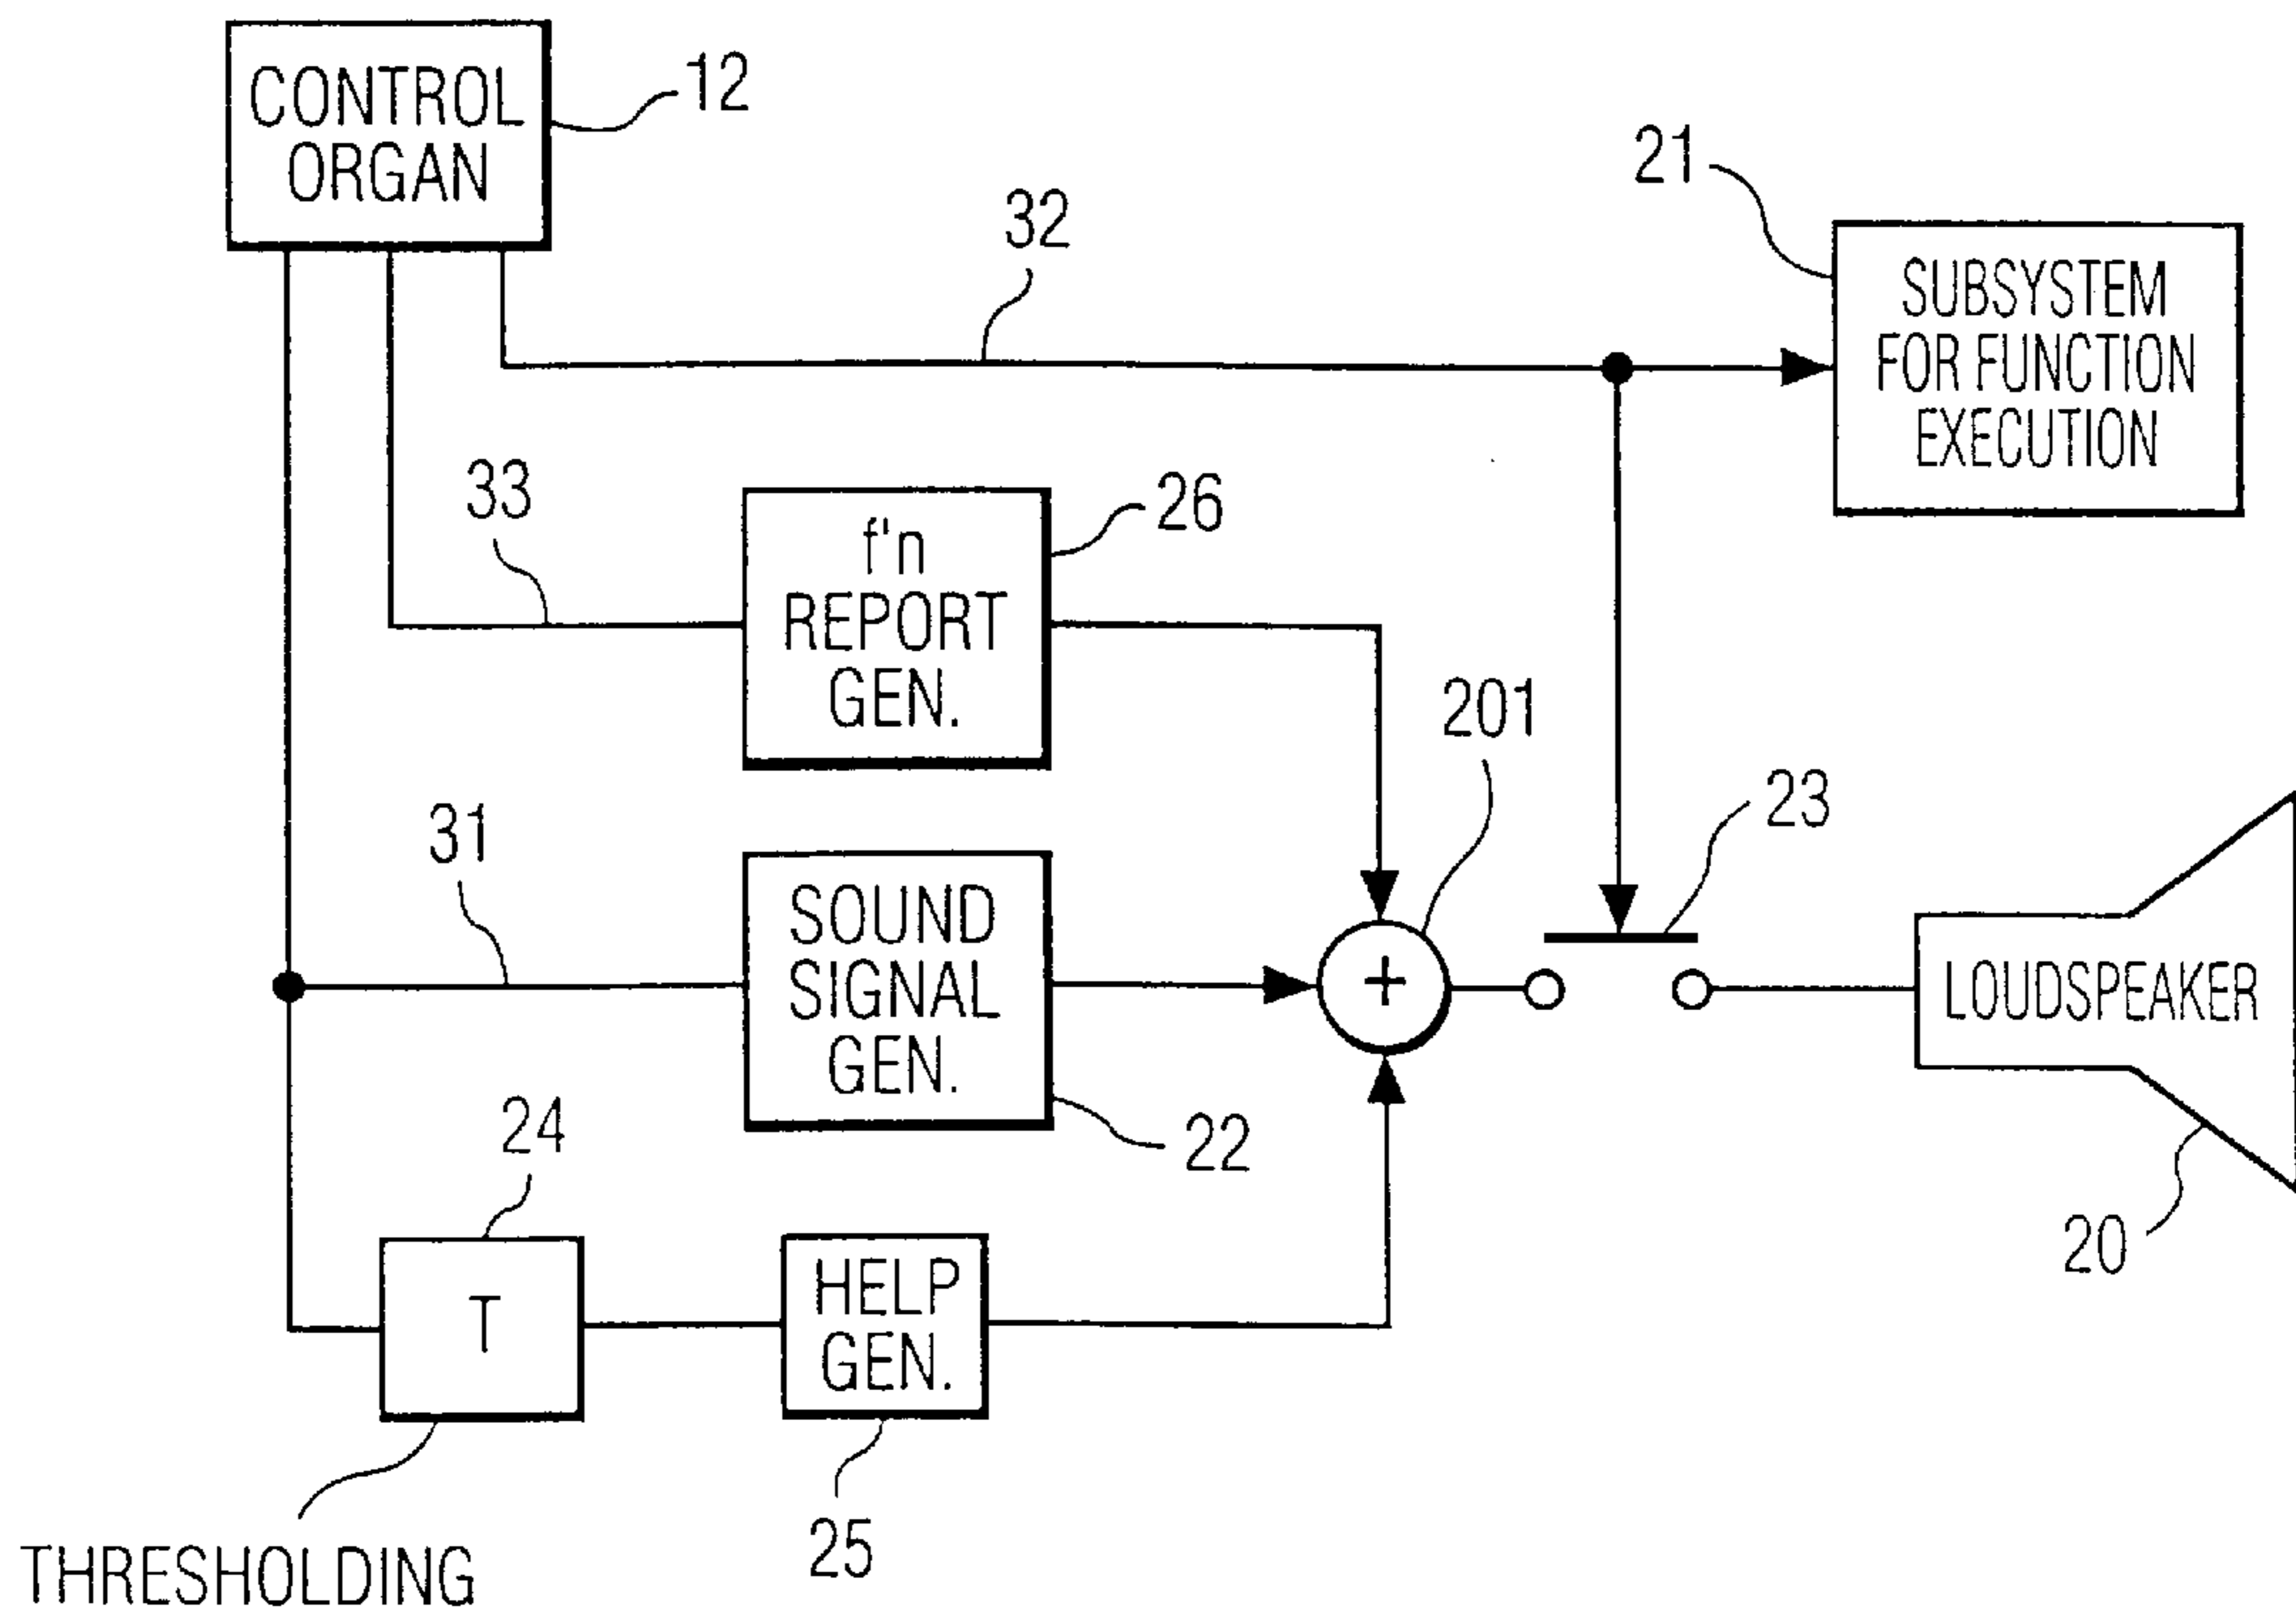 CONTROL
ORGAN
12
32
21
SUBSYSTEM
FOR FUNCTION
EXECUTION
33
f'n
REPORT
GEN.
26
201
23
31
SOUND
SIGNAL
GEN.
22
+
LOUDSPEAKER
20
24
T
HELP
GEN.
25
THRESHOLDING